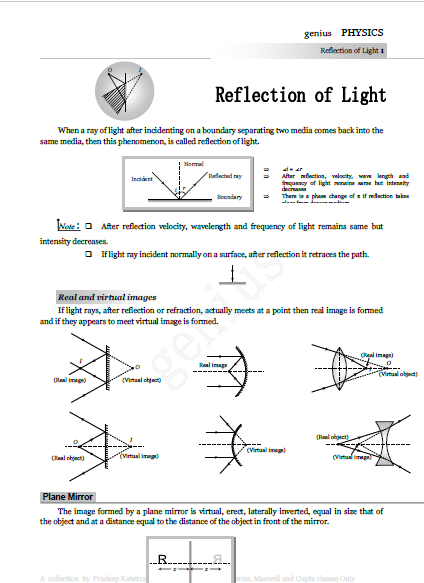 genius PHYSICS
Reflection of Light 1
O I
Reflection of Light
When a ray of light after incidenting on a boundary separating two media comes back into the
same media, then this phenomenon, is called reflection of light.
Normal
Incident
Reflected ray
i r
Boundary
⇒ ∠i = ∠r
⇒ After reflection, velocity, wave length and
frequency of light remains same but intensity
decreases
⇒ There is a phase change of π if reflection takes
Note : ❑ After reflection velocity, wavelength and frequency of light remains same but
intensity decreases.
❑ If light ray incident normally on a surface, after reflection it retraces the path.
genius
Real and virtual images
If light rays, after reflection or refraction, actually meets at a point then real image is formed
and if they appears to meet virtual image is formed.
I
O
(Real image)
(Virtual object)
Real image
(Real image)
O
(Virtual object)
O
I
(Real object)
(Virtual image)
(Virtual image)
(Real object)
(Virtual image)
Plane Mirror
The image formed by a plane mirror is virtual, erect, laterally inverted, equal in size that of
the object and at a distance equal to the distance of the object in front of the mirror.
R R
x x
A collection by Pradeep Kshetra
Maxwell and Gupta classes Only